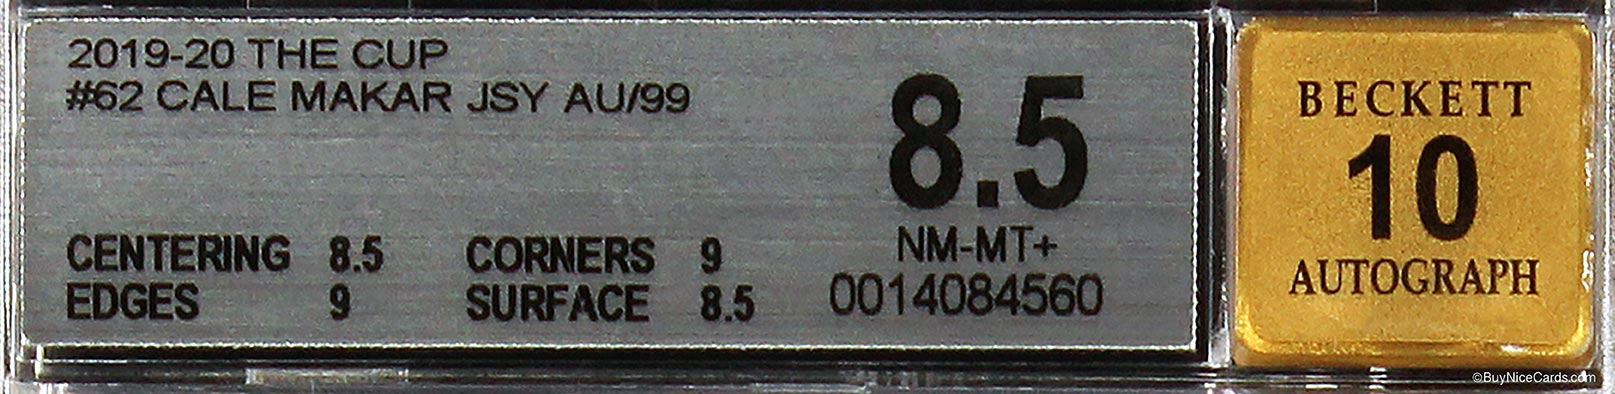 2019-20 THE CUP
#62 CALE MAKAR JSY AU/99
8.5
NM-MT+
0014084560
CENTERING 8.5 CORNERS 9
EDGES 9 SURFACE 8.5
BECKETT
10
AUTOGRAPH
©BuyNiceCards.com